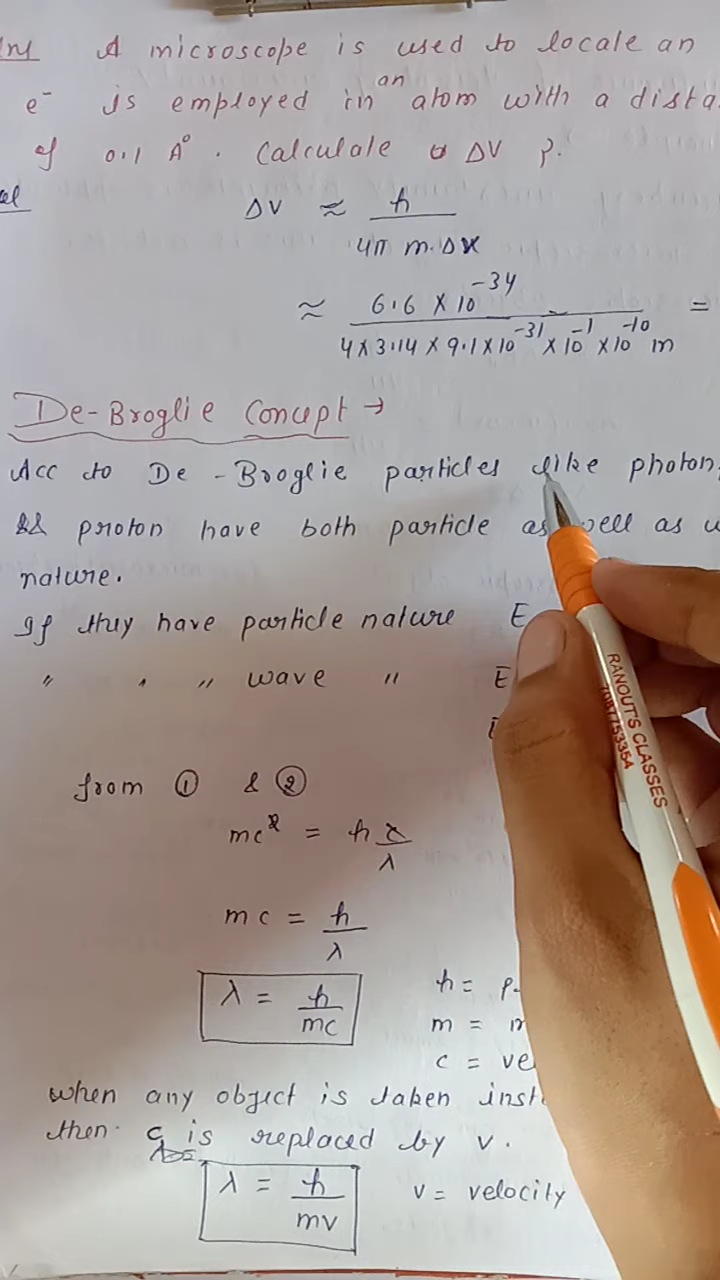 A microscope is used to locale an
e⁻ is employed in an atom with a dista
of 0.1 A°. Calculate ΔV ?.
ΔV ≈ h / 4π m.Δx
≈ 6.6 × 10⁻³⁴ / 4×3.14 × 9.1×10⁻³¹ × 10⁻¹ × 10⁻¹⁰ m =
De-Broglie Concept →
Acc to De-Broglie particles like photon
&& proton have both particle as well as w
nature.
If they have particle nature E
" " " wave " E
from ① & ②
mc² = h c/λ
mc = h/λ
λ = h/mc
h = p
m = m
c = ve
when any object is taken inst
then c is replaced by v.
λ = h/mv
v = velocity
RANOUT'S CLASSES
7087753354